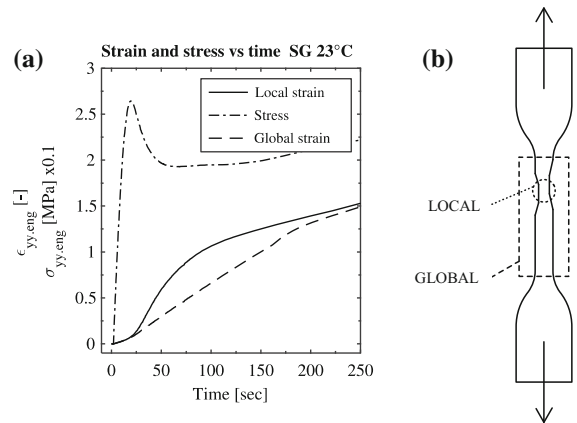 (a)
Strain and stress vs time SG 23°C
3
2.5
2
1.5
1
0.5
0
ϵyy.eng [-]
σyy.eng [MPa] x0.1
Local strain
Stress
Global strain
0 50 100 150 200 250
Time [sec]
(b)
LOCAL
GLOBAL